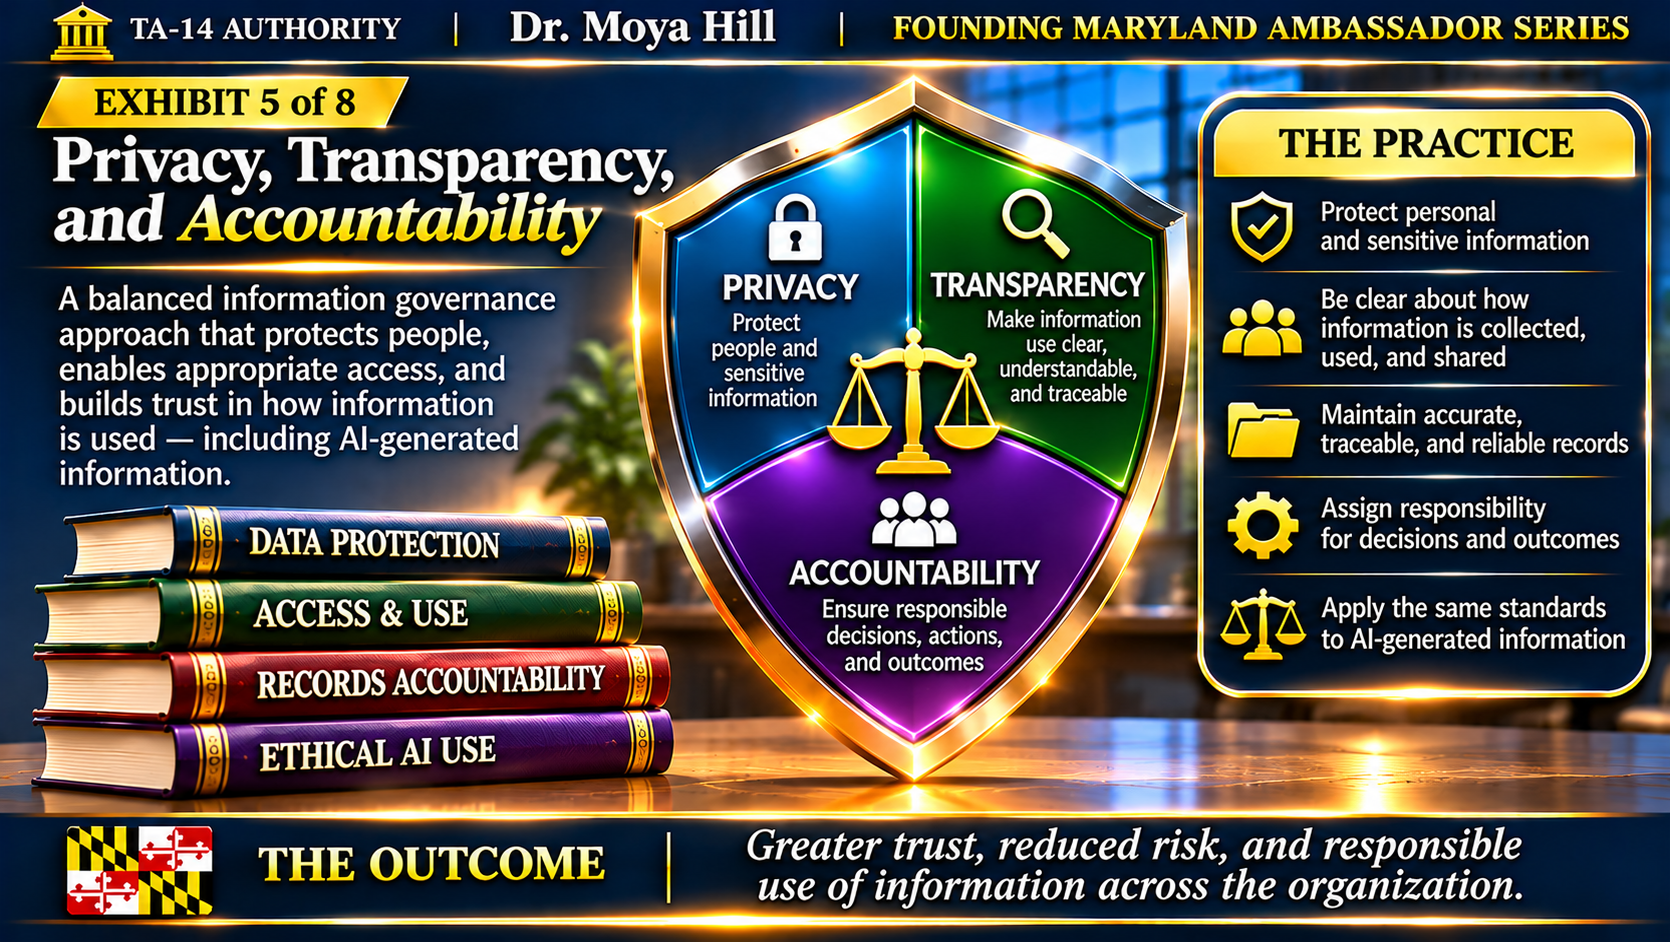 TA-14 AUTHORITY | Dr. Moya Hill | FOUNDING MARYLAND AMBASSADOR SERIES
EXHIBIT 5 of 8
Privacy, Transparency,
and Accountability
A balanced information governance
approach that protects people,
enables appropriate access, and
builds trust in how information
is used — including AI-generated
information.
DATA PROTECTION
ACCESS & USE
RECORDS ACCOUNTABILITY
ETHICAL AI USE
PRIVACY
Protect
people and
sensitive
information
TRANSPARENCY
Make information
use clear,
understandable,
and traceable
ACCOUNTABILITY
Ensure responsible
decisions, actions,
and outcomes
THE PRACTICE
Protect personal
and sensitive information
Be clear about how
information is collected,
used, and shared
Maintain accurate,
traceable, and reliable records
Assign responsibility
for decisions and outcomes
Apply the same standards
to AI-generated information
THE OUTCOME
Greater trust, reduced risk, and responsible
use of information across the organization.